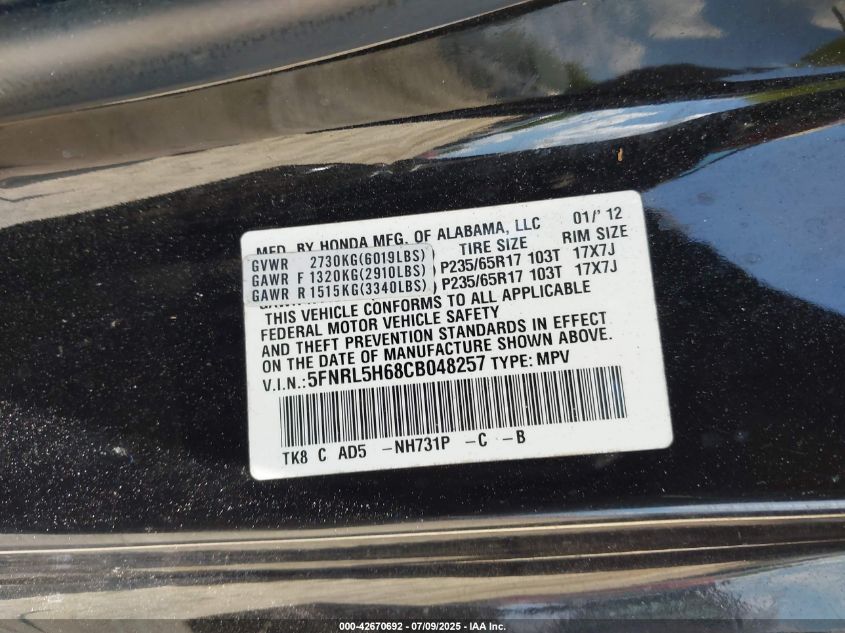 MFD. BY HONDA MFG. OF ALABAMA, LLC 01/'12
TIRE SIZE RIM SIZE
GVWR 2730KG(6019LBS)
GAWR F 1320KG(2910LBS) P235/65R17 103T 17X7J
GAWR R 1515KG(3340LBS) P235/65R17 103T 17X7J
THIS VEHICLE CONFORMS TO ALL APPLICABLE
FEDERAL MOTOR VEHICLE SAFETY
AND THEFT PREVENTION STANDARDS IN EFFECT
ON THE DATE OF MANUFACTURE SHOWN ABOVE.
V.I.N.:5FNRL5H68CB048257 TYPE: MPV
TK8 C AD5 -NH731P -C -B
000-42670692 - 07/09/2025 - IAA Inc.